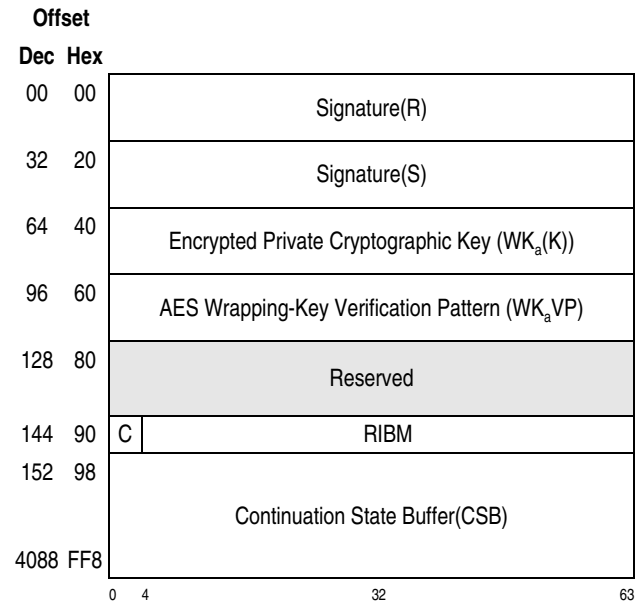 Offset
Dec Hex
00 00
Signature(R)
32 20
Signature(S)
64 40
Encrypted Private Cryptographic Key (WKa(K))
96 60
AES Wrapping-Key Verification Pattern (WKaVP)
128 80
Reserved
144 90 C RIBM
152 98
Continuation State Buffer(CSB)
4088 FF8
0 4 32 63